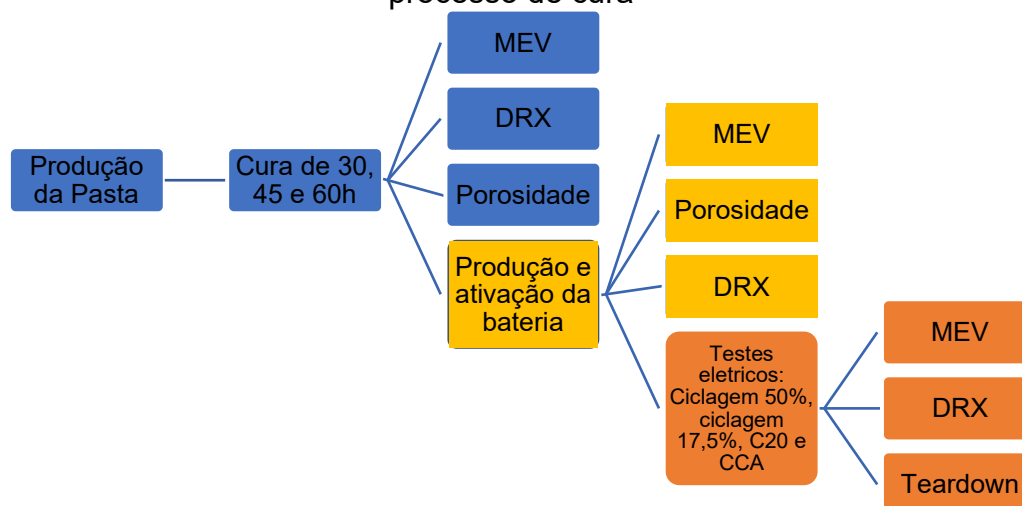 processo de cura
Produção
da Pasta
Cura de 30,
45 e 60h
MEV
DRX
Porosidade
Produção e
ativação da
bateria
MEV
Porosidade
DRX
Testes
eletricos:
Ciclagem 50%,
ciclagem
17,5%, C20 e
CCA
MEV
DRX
Teardown